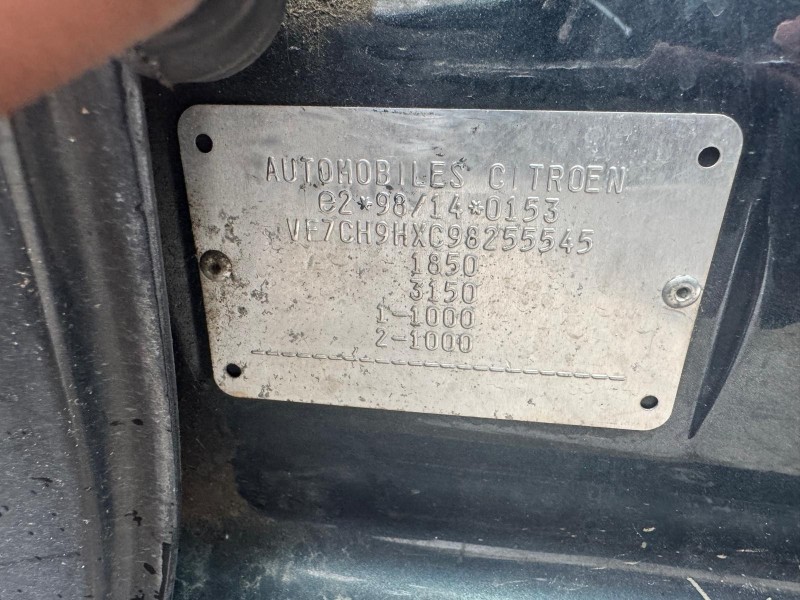 AUTOMOBILES CITROEN
e2*98/14*0153
VF7CH9HXC98255545
1850
3150
1-1000
2-1000